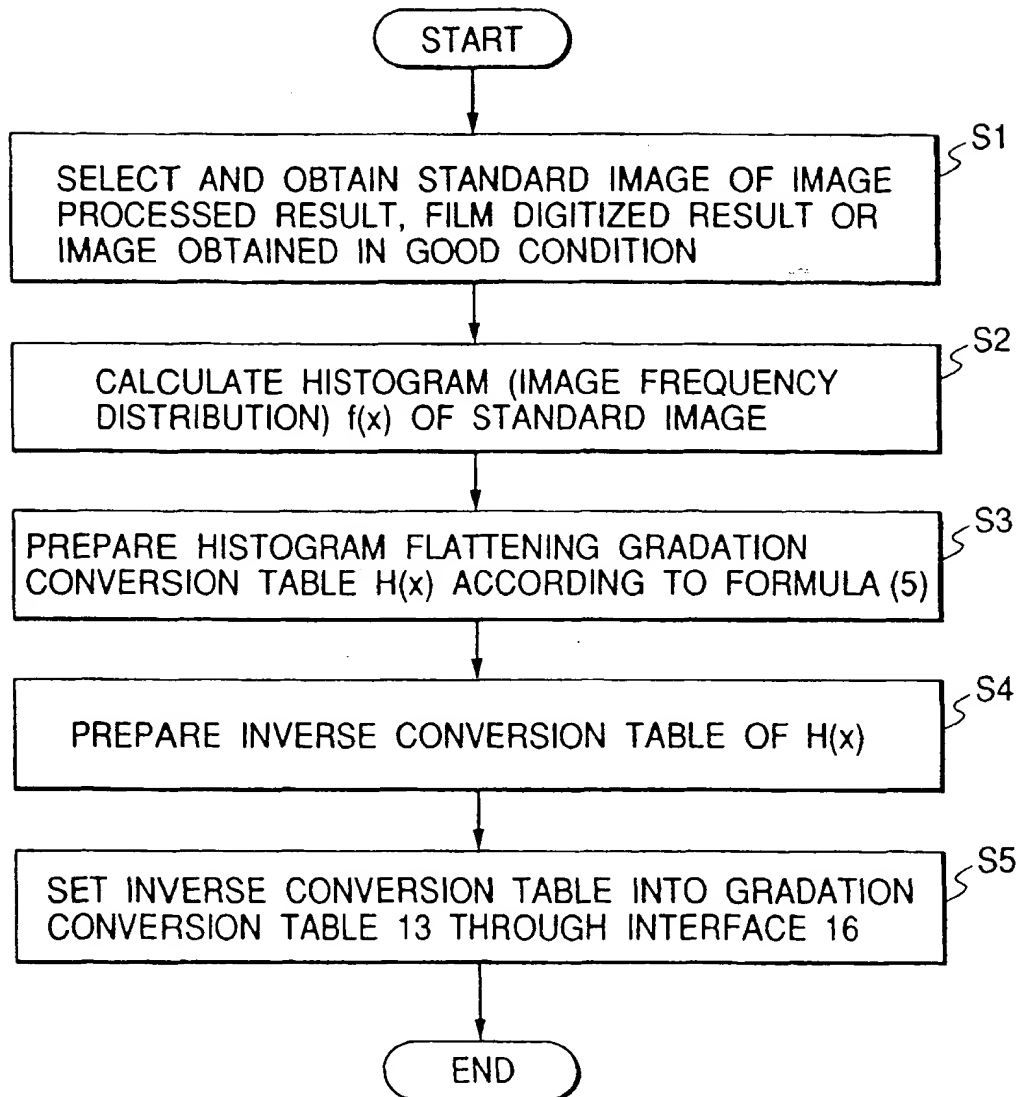 START
S1
SELECT AND OBTAIN STANDARD IMAGE OF IMAGE
PROCESSED RESULT, FILM DIGITIZED RESULT OR
IMAGE OBTAINED IN GOOD CONDITION
S2
CALCULATE HISTOGRAM (IMAGE FREQUENCY
DISTRIBUTION) f(x) OF STANDARD IMAGE
S3
PREPARE HISTOGRAM FLATTENING GRADATION
CONVERSION TABLE H(x) ACCORDING TO FORMULA (5)
S4
PREPARE INVERSE CONVERSION TABLE OF H(x)
S5
SET INVERSE CONVERSION TABLE INTO GRADATION
CONVERSION TABLE 13 THROUGH INTERFACE 16
END